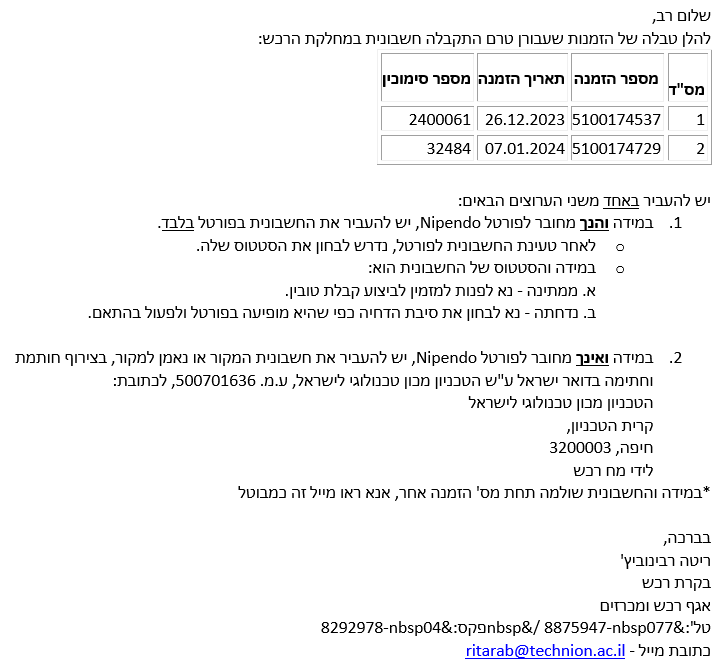 שלום רב,
להלן טבלה של הזמנות שעבורן טרם התקבלה חשבונית במחלקת הרכש:
מס"ד מספר הזמנה תאריך הזמנה מספר סימוכין
1 5100174537 26.12.2023 2400061
2 5100174729 07.01.2024 32484
יש להעביר באחד משני הערוצים הבאים:
1. במידה והנך מחובר לפורטל Nipendo, יש להעביר את החשבונית בפורטל בלבד.
o לאחר טעינת החשבונית לפורטל, נדרש לבחון את הסטטוס שלה.
o במידה והסטטוס של החשבונית הוא:
א. ממתינה - נא לפנות למזמין לביצוע קבלת טובין.
ב. נדחתה - נא לבחון את סיבת הדחיה כפי שהיא מופיעה בפורטל ולפעול בהתאם.
2. במידה ואינך מחובר לפורטל Nipendo, יש להעביר את חשבונית המקור או נאמן למקור, בצירוף חותמת
וחתימה בדואר ישראל ע"ש הטכניון מכון טכנולוגי לישראל, ע.מ. 500701636, לכתובת:
הטכניון מכון טכנולוגי לישראל
קרית הטכניון,
חיפה, 3200003
לידי מח רכש
*במידה והחשבונית שולמה תחת מס' הזמנה אחר, אנא ראו מייל זה כמבוטל
בברכה,
ריטה רבינוביץ'
בקרת רכש
אגף רכש ומכרזים
טל':&nbsp077-8875947 /&nbspפקס:&nbsp04-8292978
כתובת מייל - ritarab@technion.ac.il